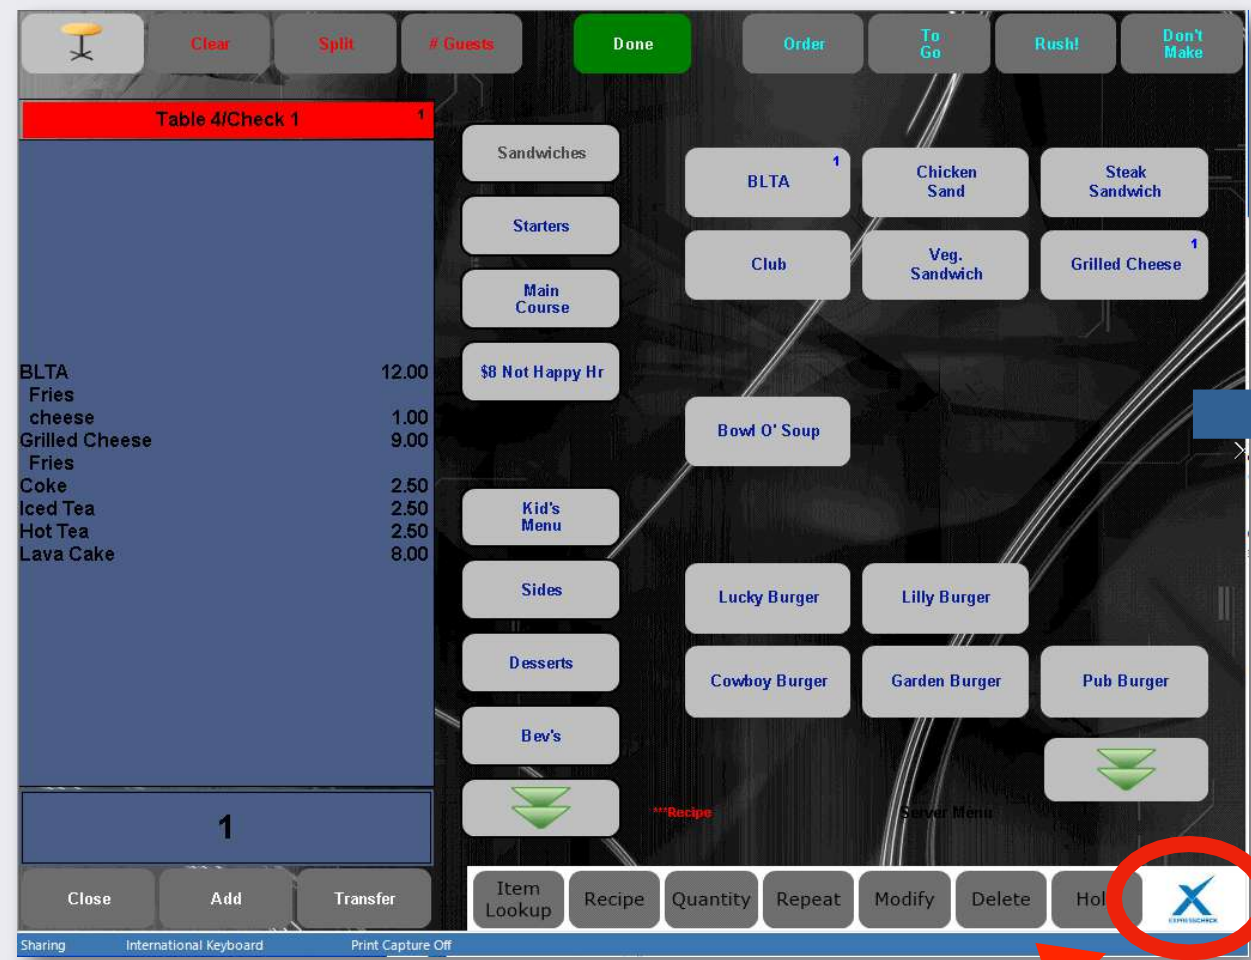 Clear
Split
# Guests
Done
Order
To
Go
Rush!
Don't
Make
Table 4/Check 1 1
BLTA 12.00
Fries
cheese 1.00
Grilled Cheese 9.00
Fries
Coke 2.50
Iced Tea 2.50
Hot Tea 2.50
Lava Cake 8.00
1
Close
Add
Transfer
Sandwiches
Starters
Main
Course
$8 Not Happy Hr
Kid's
Menu
Sides
Desserts
Bev's
BLTA 1
Chicken
Sand
Steak
Sandwich
Club
Veg.
Sandwich
Grilled Cheese 1
Bowl O' Soup
Lucky Burger
Lilly Burger
Cowboy Burger
Garden Burger
Pub Burger
***Recipe
Server Menu
Item
Lookup
Recipe
Quantity
Repeat
Modify
Delete
Hol
EXPRESSCHECK
Sharing
International Keyboard
Print Capture Off